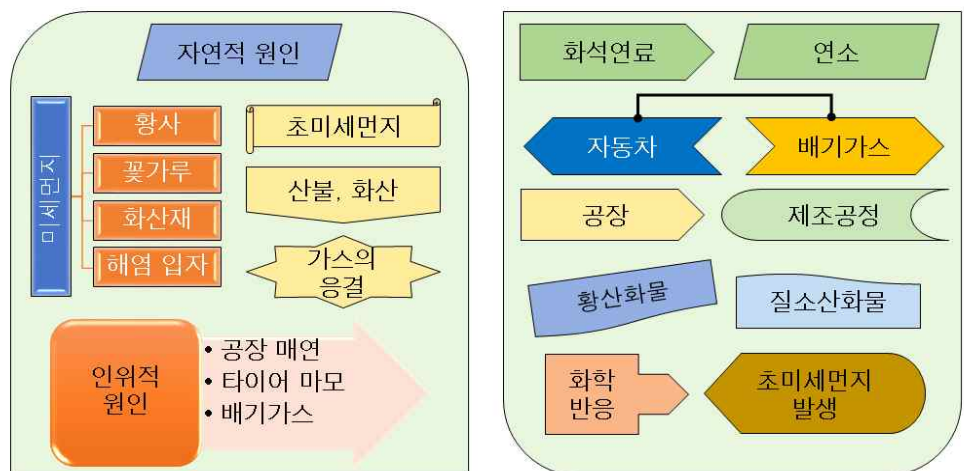 자연적 원인
미세먼지
황사
꽃가루
화산재
해염 입자
초미세먼지
산불, 화산
가스의
응결
인위적
원인
• 공장 매연
• 타이어 마모
• 배기가스
화석연료
연소
자동차
배기가스
공장
제조공정
황산화물
질소산화물
화학
반응
초미세먼지
발생